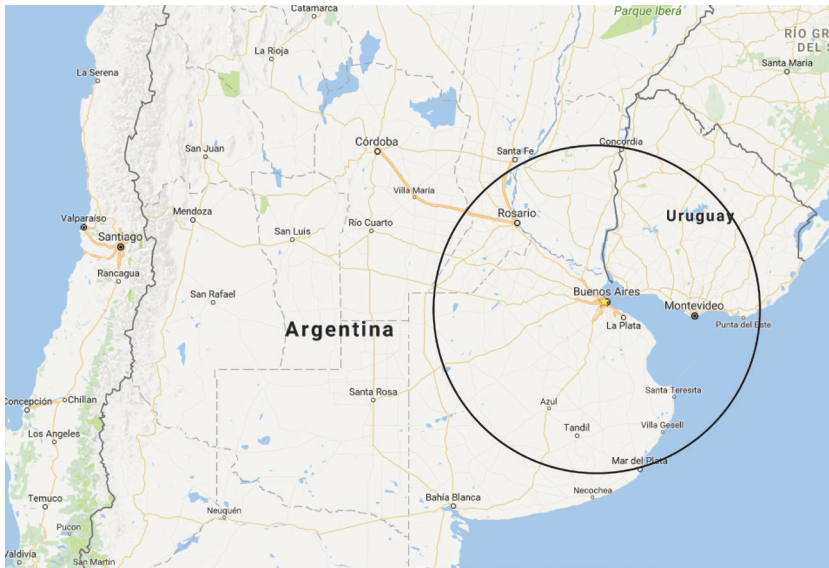 Catamarca
Parque Iberá
La Rioja
RÍO GR
DEL S
Santa Maria
La Serena
Córdoba
Concordia
San Juan
Santa Fe
Villa María
Valparaíso
Mendoza
Rosario
Uruguay
Santiago
San Luis
Río Cuarto
Rancagua
San Rafael
Buenos Aires
Montevideo
Argentina
La Plata
Punta del Este
Santa Rosa
Santa Teresita
Concepción
Chillan
Azul
Los Angeles
Tandil
Villa Gesell
Mar del Plata
Temuco
Bahía Blanca
Necochea
Neuquén
Pucon
Valdivia
San Martin